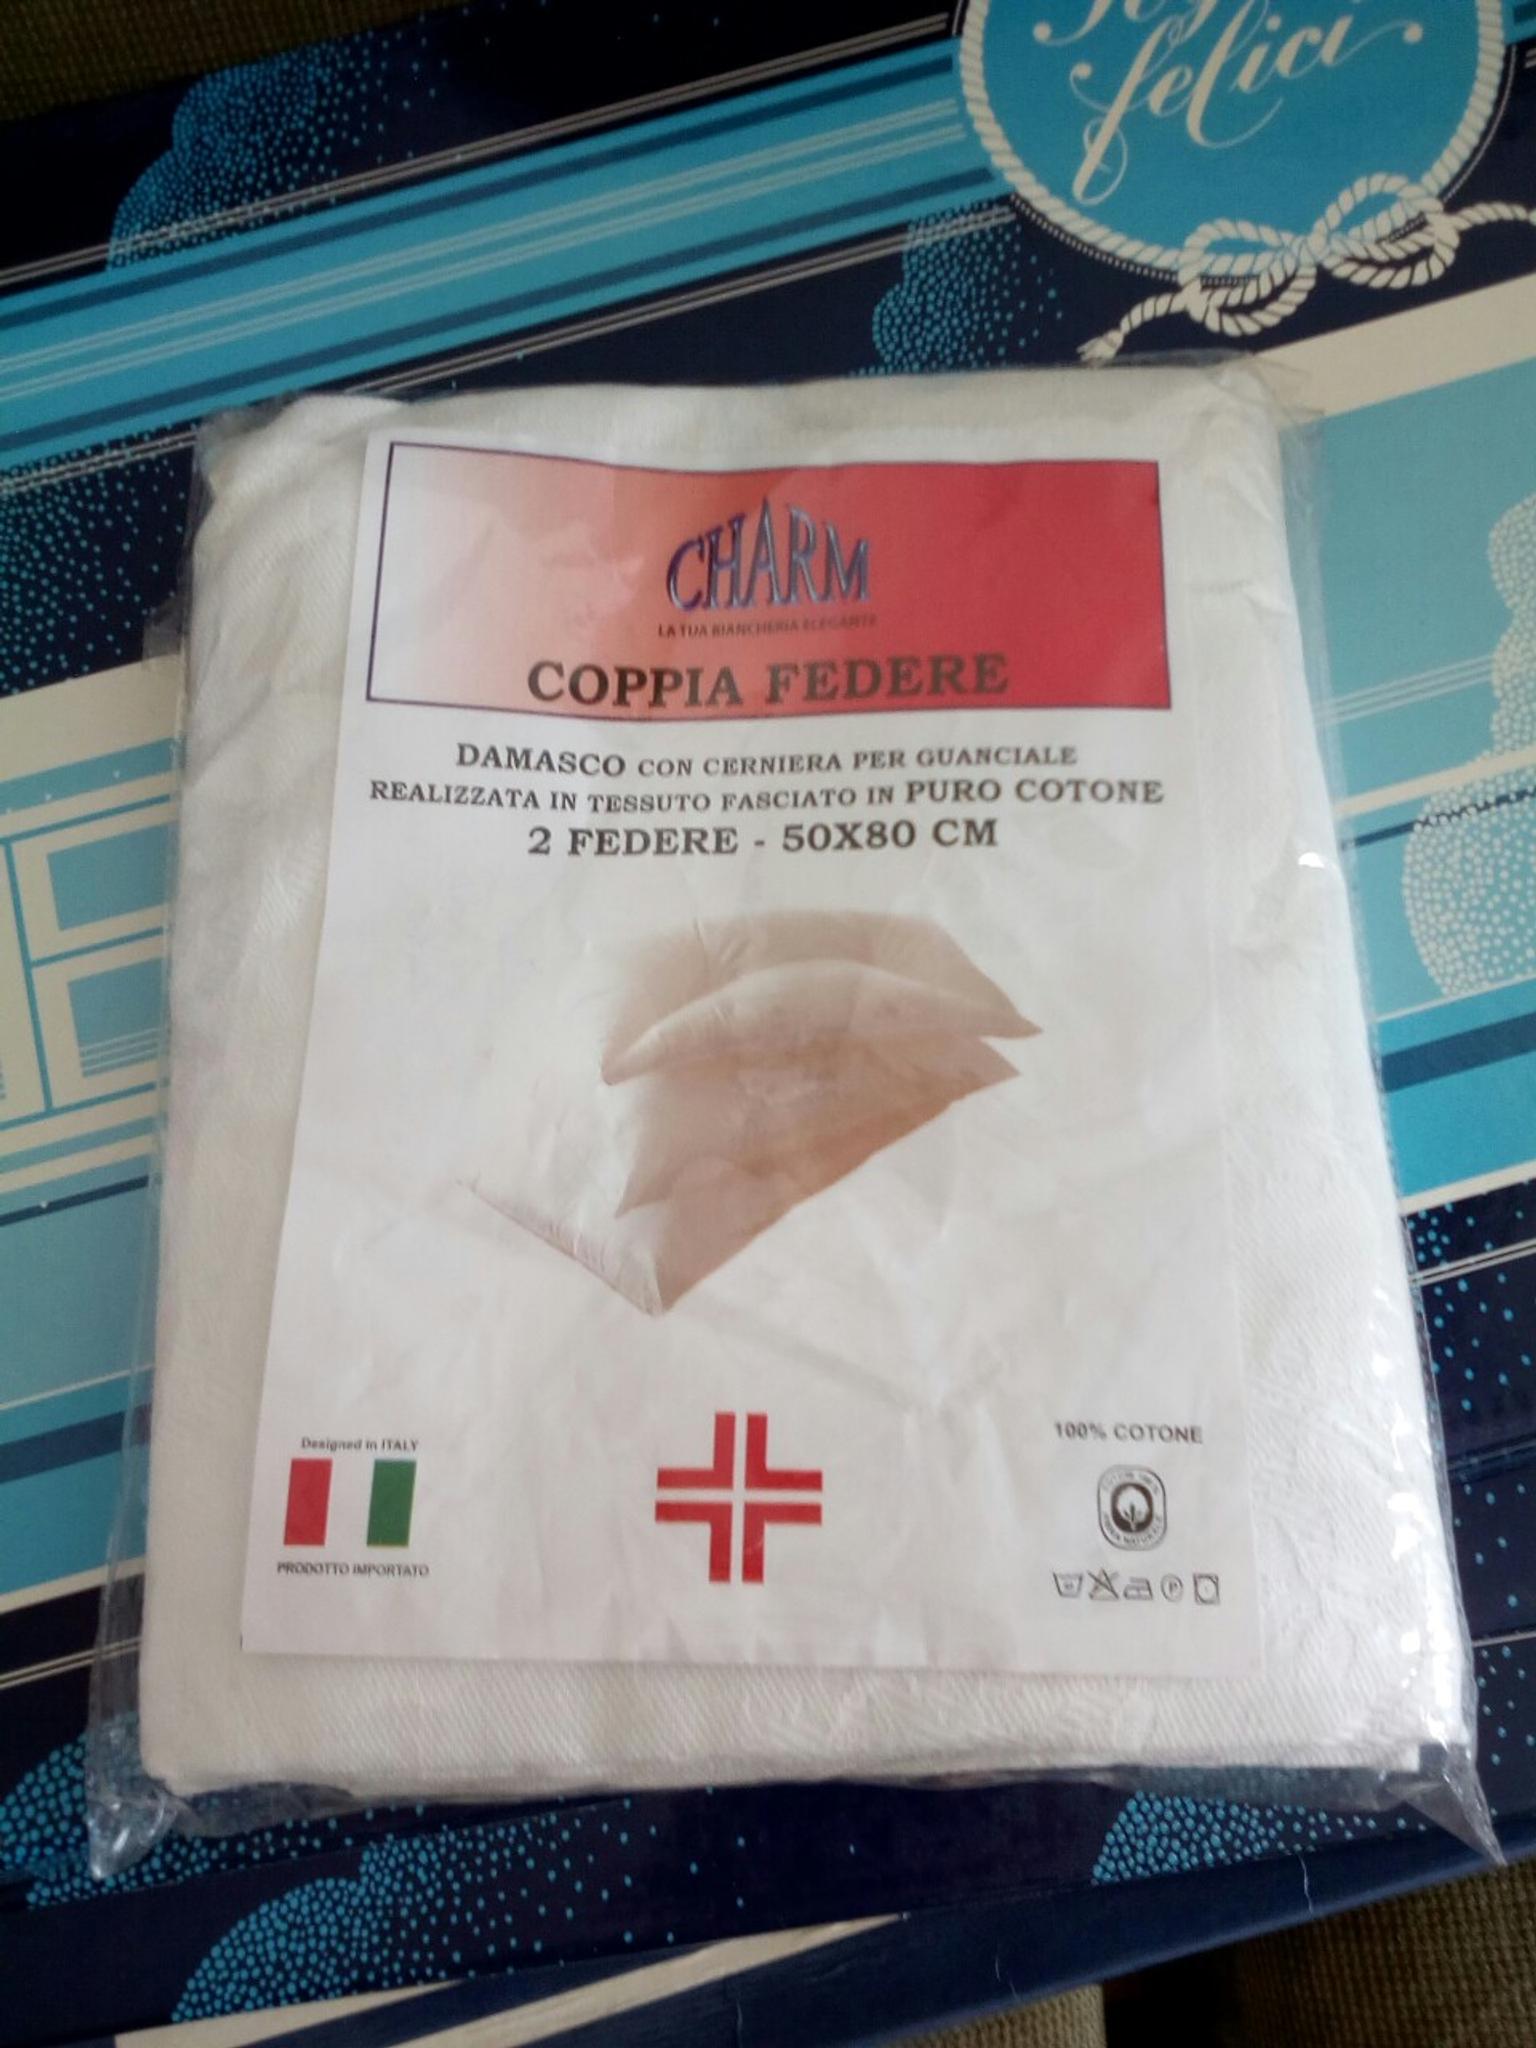 felici
CHARM
LA TUA BIANCHERIA ELEGANTE
COPPIA FEDERE
DAMASCO CON CERNIERA PER GUANCIALE
REALIZZATA IN TESSUTO FASCIATO IN PURO COTONE
2 FEDERE - 50X80 CM
Designed in ITALY
PRODOTTO IMPORTATO
100% COTONE
P